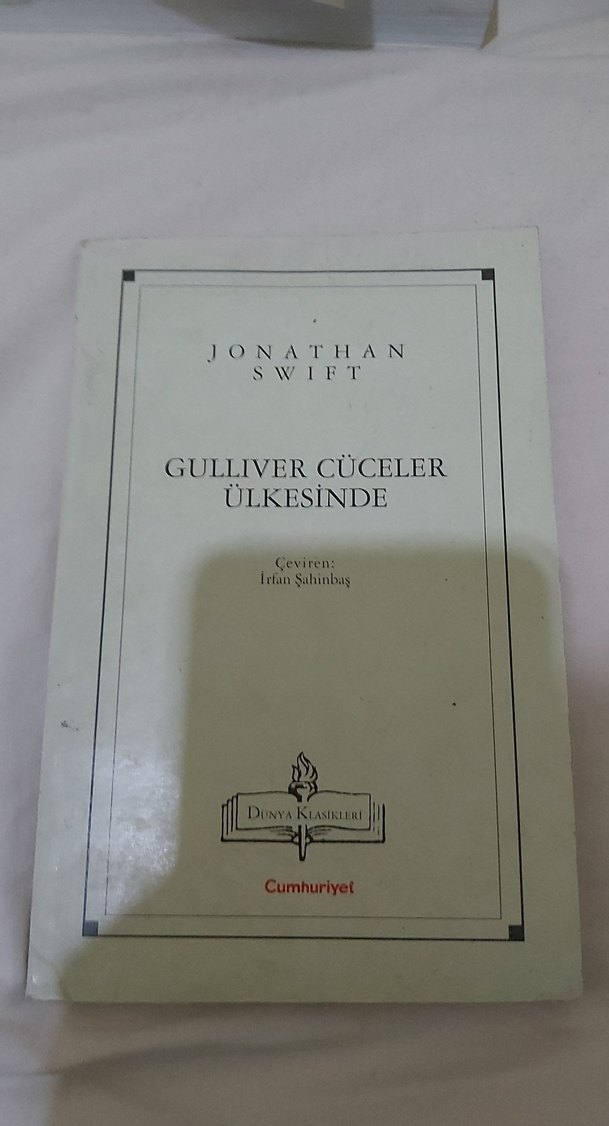 JONATHAN
SWIFT
GULLIVER CÜCELER
ÜLKESİNDE
Çeviren:
İrfan Şahinbaş
DÜNYA KLASİKLERİ
Cumhuriyet